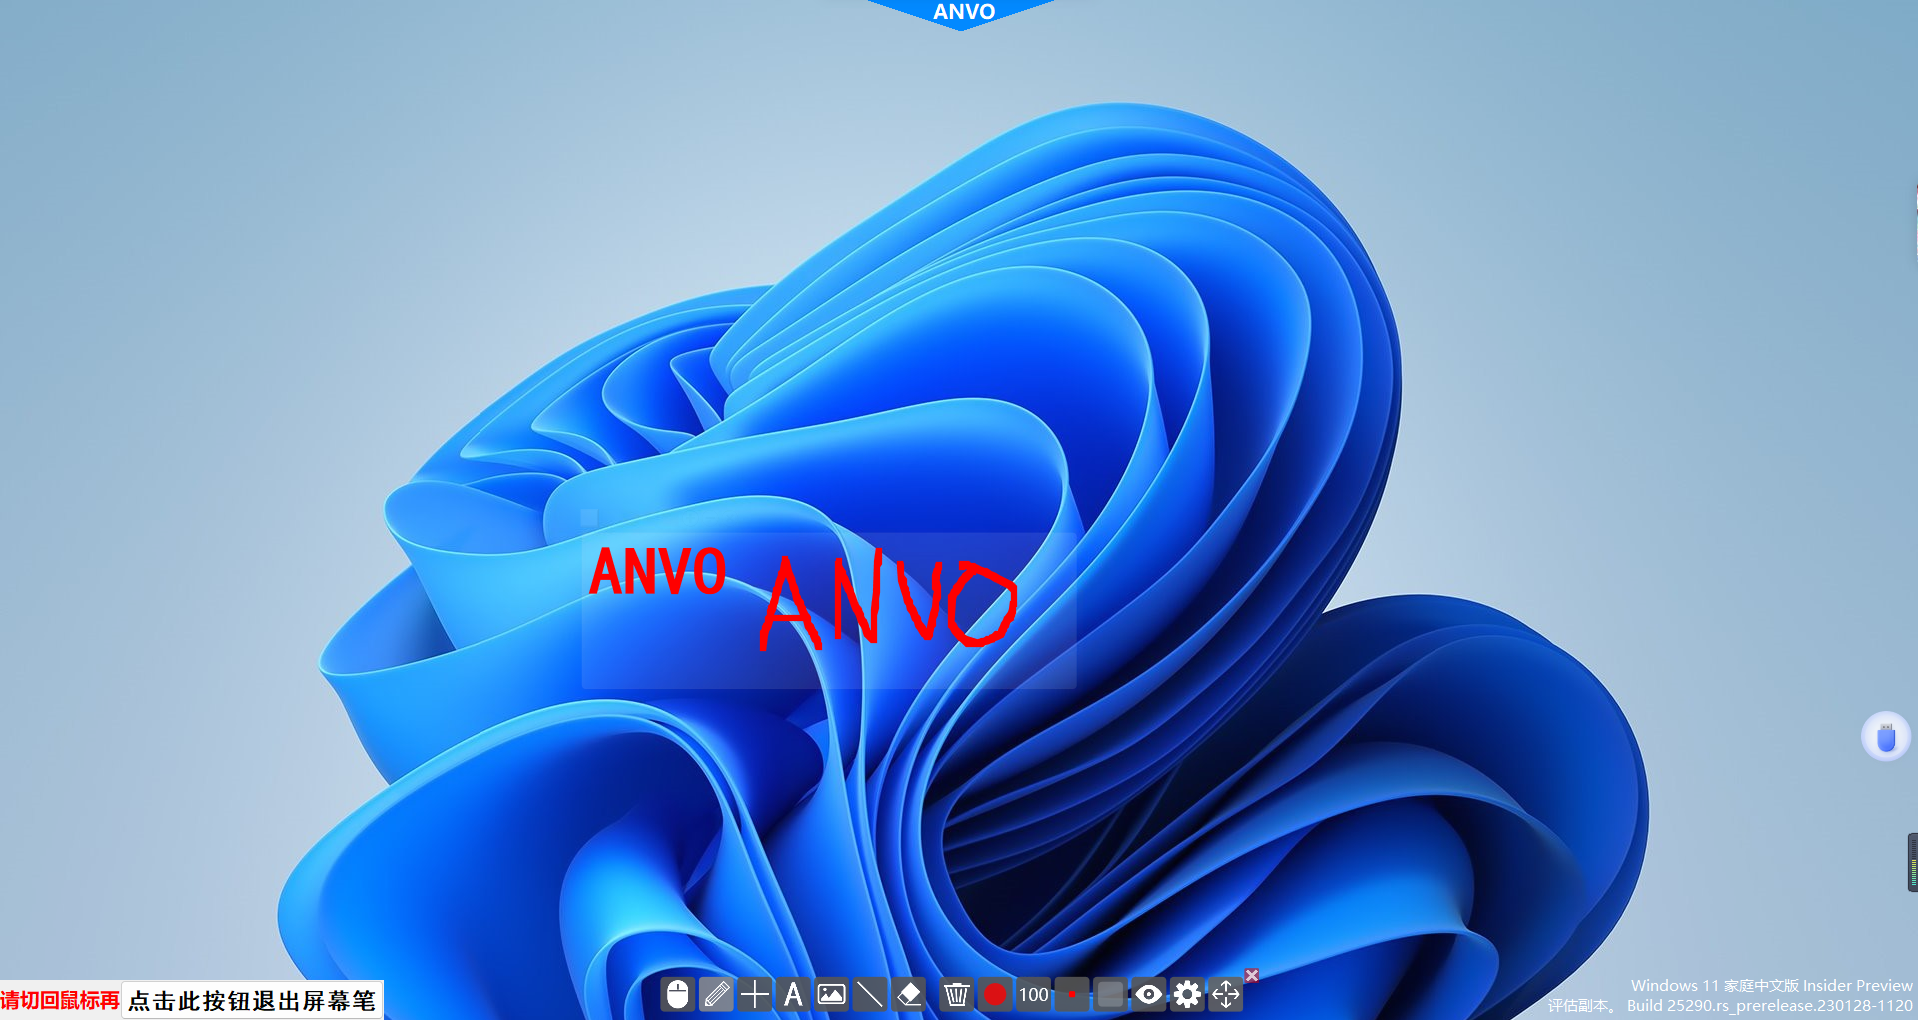 ANVO
ANVO ANVO
请切回鼠标再 点击此按钮退出屏幕笔
100
Windows 11 家庭中文版 Insider Preview
评估副本。 Build 25290.rs_prerelease.230128-1120